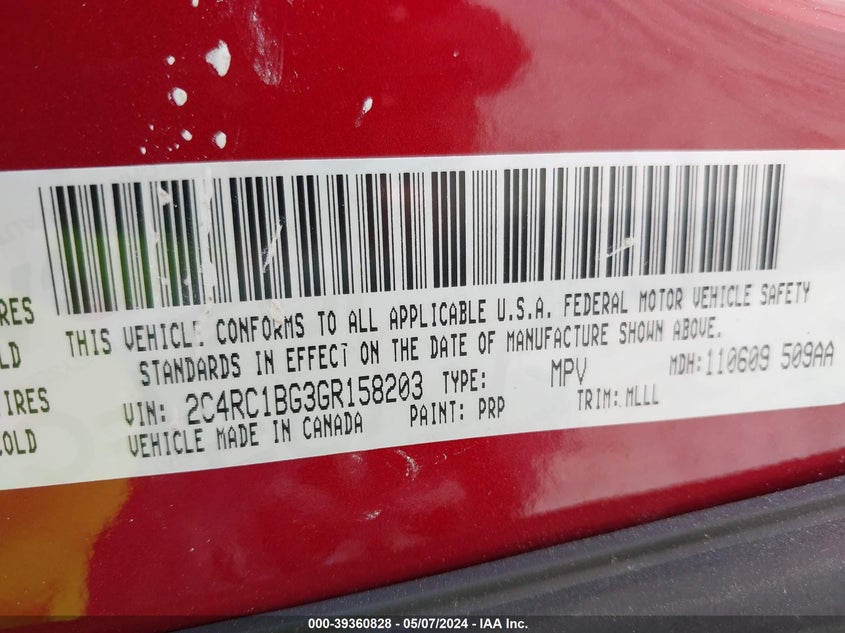 THIS VEHICLE CONFORMS TO ALL APPLICABLE U.S.A. FEDERAL MOTOR VEHICLE SAFETY
STANDARDS IN EFFECT ON THE DATE OF MANUFACTURE SHOWN ABOVE.
VIN: 2C4RC1BG3GR158203 TYPE: MPV MDH: 110609 509AA
VEHICLE MADE IN CANADA PAINT: PRP TRIM: MLLL
RES
LD
IRES
OLD
000-39360828 - 05/07/2024 - IAA Inc.